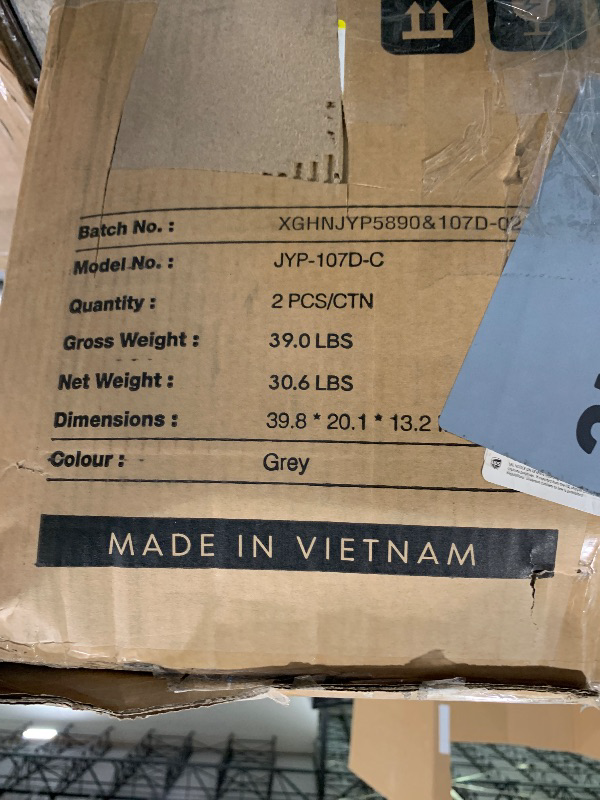 Batch No. : XGHNJYP5890&107D-02
Model No. : JYP-107D-C
Quantity : 2 PCS/CTN
Gross Weight : 39.0 LBS
Net Weight : 30.6 LBS
Dimensions : 39.8 * 20.1 * 13.2
Colour : Grey
MADE IN VIETNAM